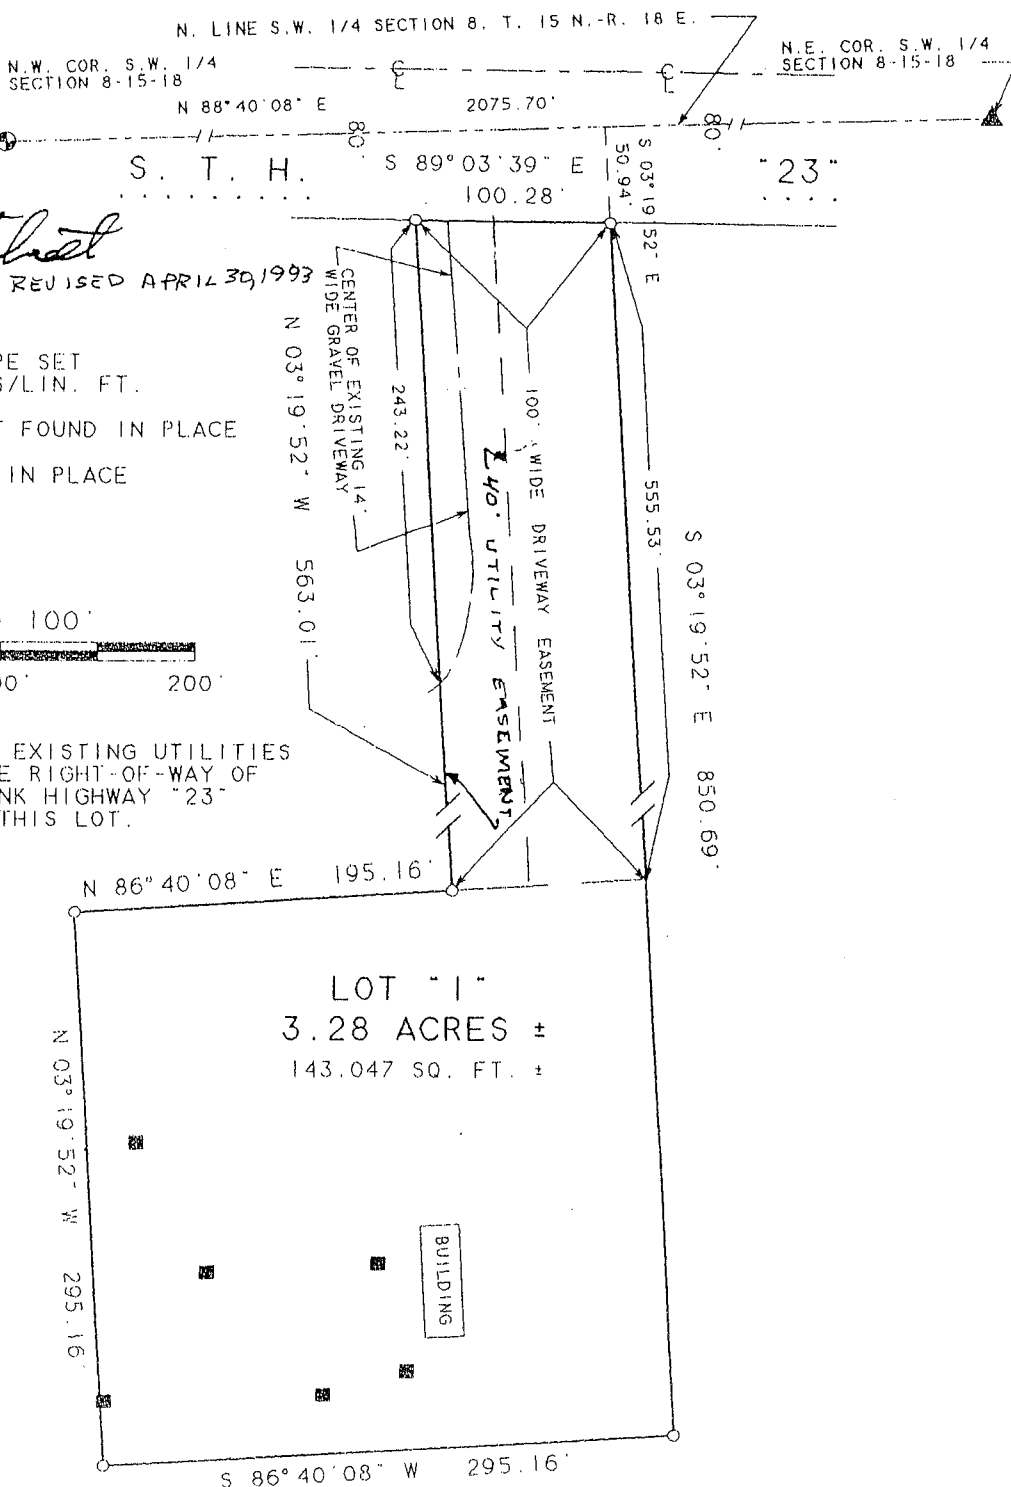 N. LINE S.W. 1/4 SECTION 8, T. 15 N.-R. 18 E.
N.W. COR. S.W. 1/4
SECTION 8-15-18
N.E. COR. S.W. 1/4
SECTION 8-15-18
N 88°40'08" E 2075.70'
80'
80'
S. T. H. "23"
S 89°03'39" E
100.28'
S 03°19'52" E
50.94'
REVISED APRIL 30, 1993
PE SET
S/LIN. FT.
T FOUND IN PLACE
IN PLACE
CENTER OF EXISTING 14'
WIDE GRAVEL DRIVEWAY
N 03°19'52" W 563.01'
243.22'
40' UTILITY EASEMENT
100' WIDE DRIVEWAY EASEMENT
555.53'
S 03°19'52" E 850.69'
100'
00' 200'
EXISTING UTILITIES
E RIGHT-OF-WAY OF
NK HIGHWAY "23"
THIS LOT.
N 86°40'08" E 195.16'
LOT "1"
3.28 ACRES ±
143.047 SQ. FT. ±
N 03°19'52" W 295.16'
BUILDING
S 86°40'08" W 295.16'